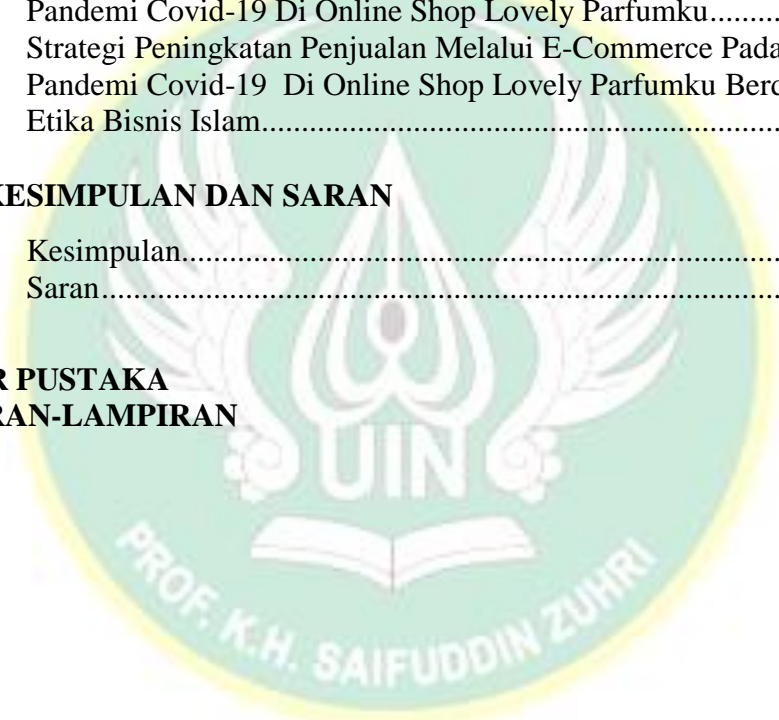 Pandemi Covid-19 Di Online Shop Lovely Parfumku...........
Strategi Peningkatan Penjualan Melalui E-Commerce Pada
Pandemi Covid-19 Di Online Shop Lovely Parfumku
Etika Bisnis Islam......................................................................
KESIMPULAN DAN SARAN
Kesimpulan.................................................................................
Saran...........................................................................................
PUSTAKA
RAN-LAMPIRAN
UIN
PROF. K.H. SAIFUDDIN ZUHRI